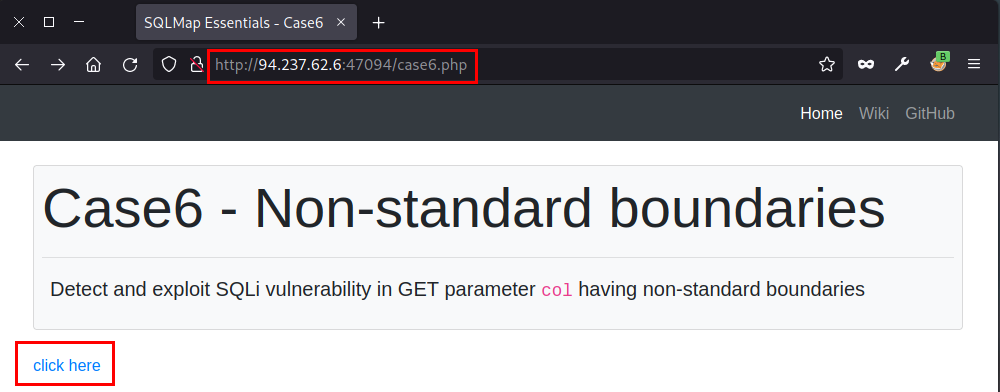 SQLMap Essentials - Case6
http://94.237.62.6:47094/case6.php
B
Home Wiki GitHub
Case6 - Non-standard boundaries
Detect and exploit SQLi vulnerability in GET parameter col having non-standard boundaries
click here